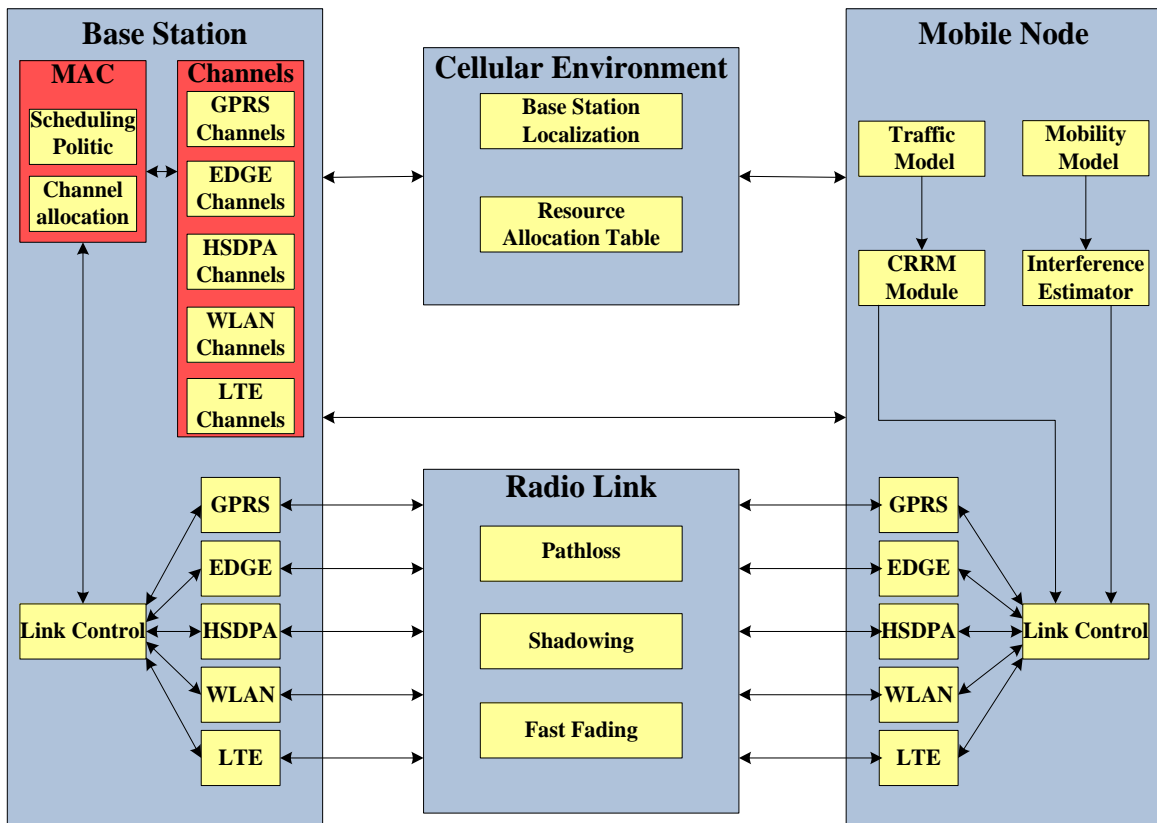 Base Station
MAC
Scheduling
Politic
Channel
allocation
Channels
GPRS
Channels
EDGE
Channels
HSDPA
Channels
WLAN
Channels
LTE
Channels
Link Control
GPRS
EDGE
HSDPA
WLAN
LTE
Cellular Environment
Base Station
Localization
Resource
Allocation Table
Radio Link
Pathloss
Shadowing
Fast Fading
Mobile Node
Traffic
Model
Mobility
Model
CRRM
Module
Interference
Estimator
GPRS
EDGE
HSDPA
WLAN
LTE
Link Control